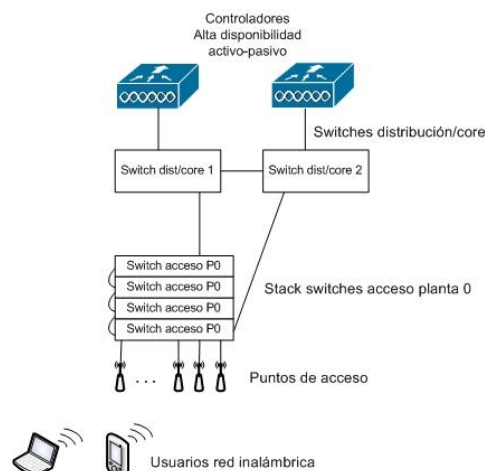 Controladores
Alta disponibilidad
activo-pasivo
Switches distribución/core
Switch dist/core 1
Switch dist/core 2
Switch acceso P0
Switch acceso P0
Switch acceso P0
Switch acceso P0
Stack switches acceso planta 0
. . .
Puntos de acceso
Usuarios red inalámbrica